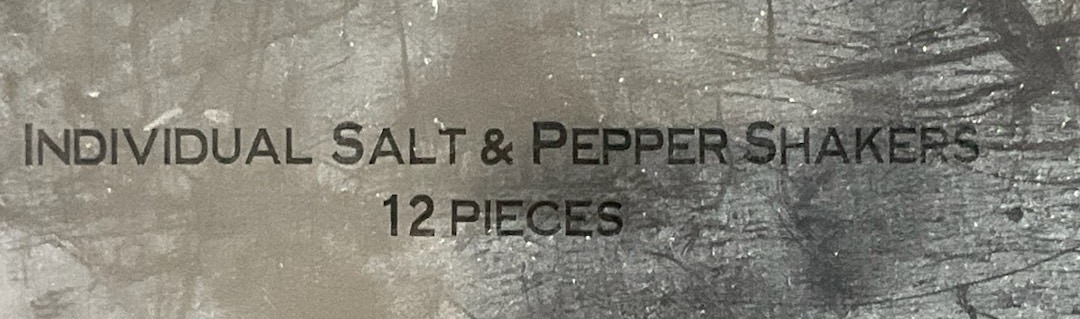 INDIVIDUAL SALT & PEPPER SHAKERS
12 PIECES